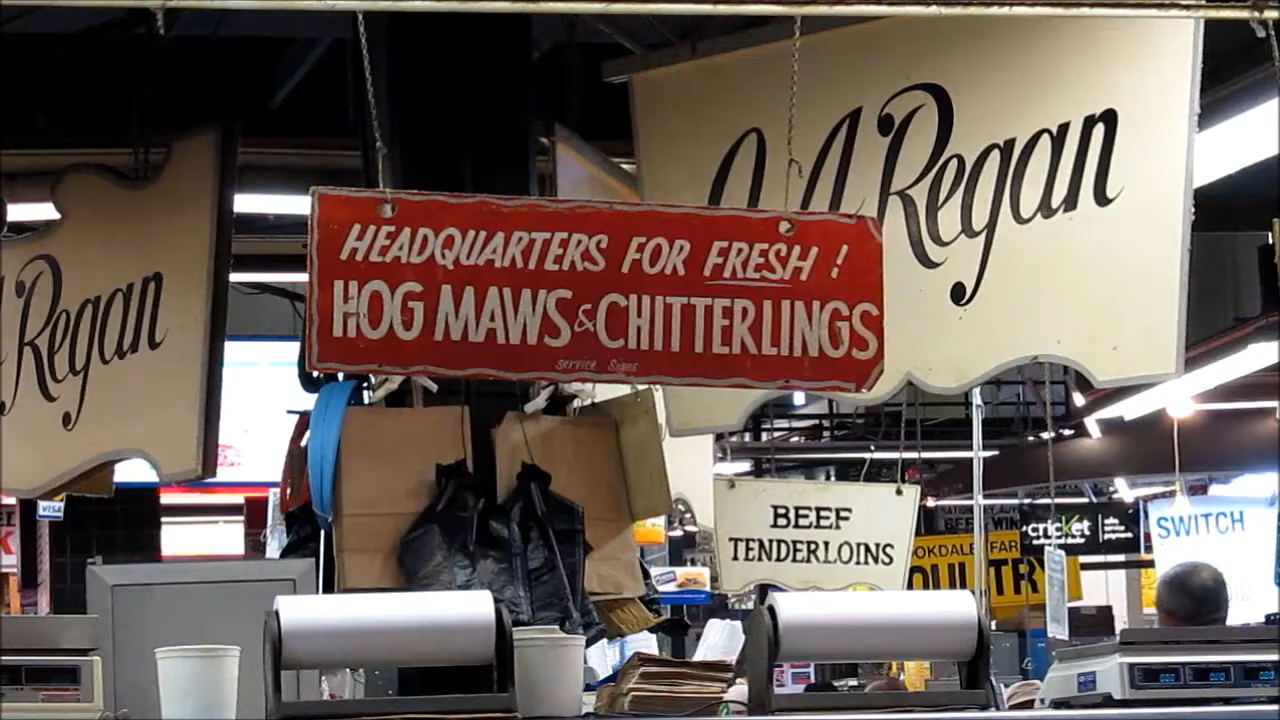 Regan
Regan
HEADQUARTERS FOR FRESH!
HOG MAWS & CHITTERLINGS
service Signs
BEEF
TENDERLOINS
cricket
SWITCH
VISA